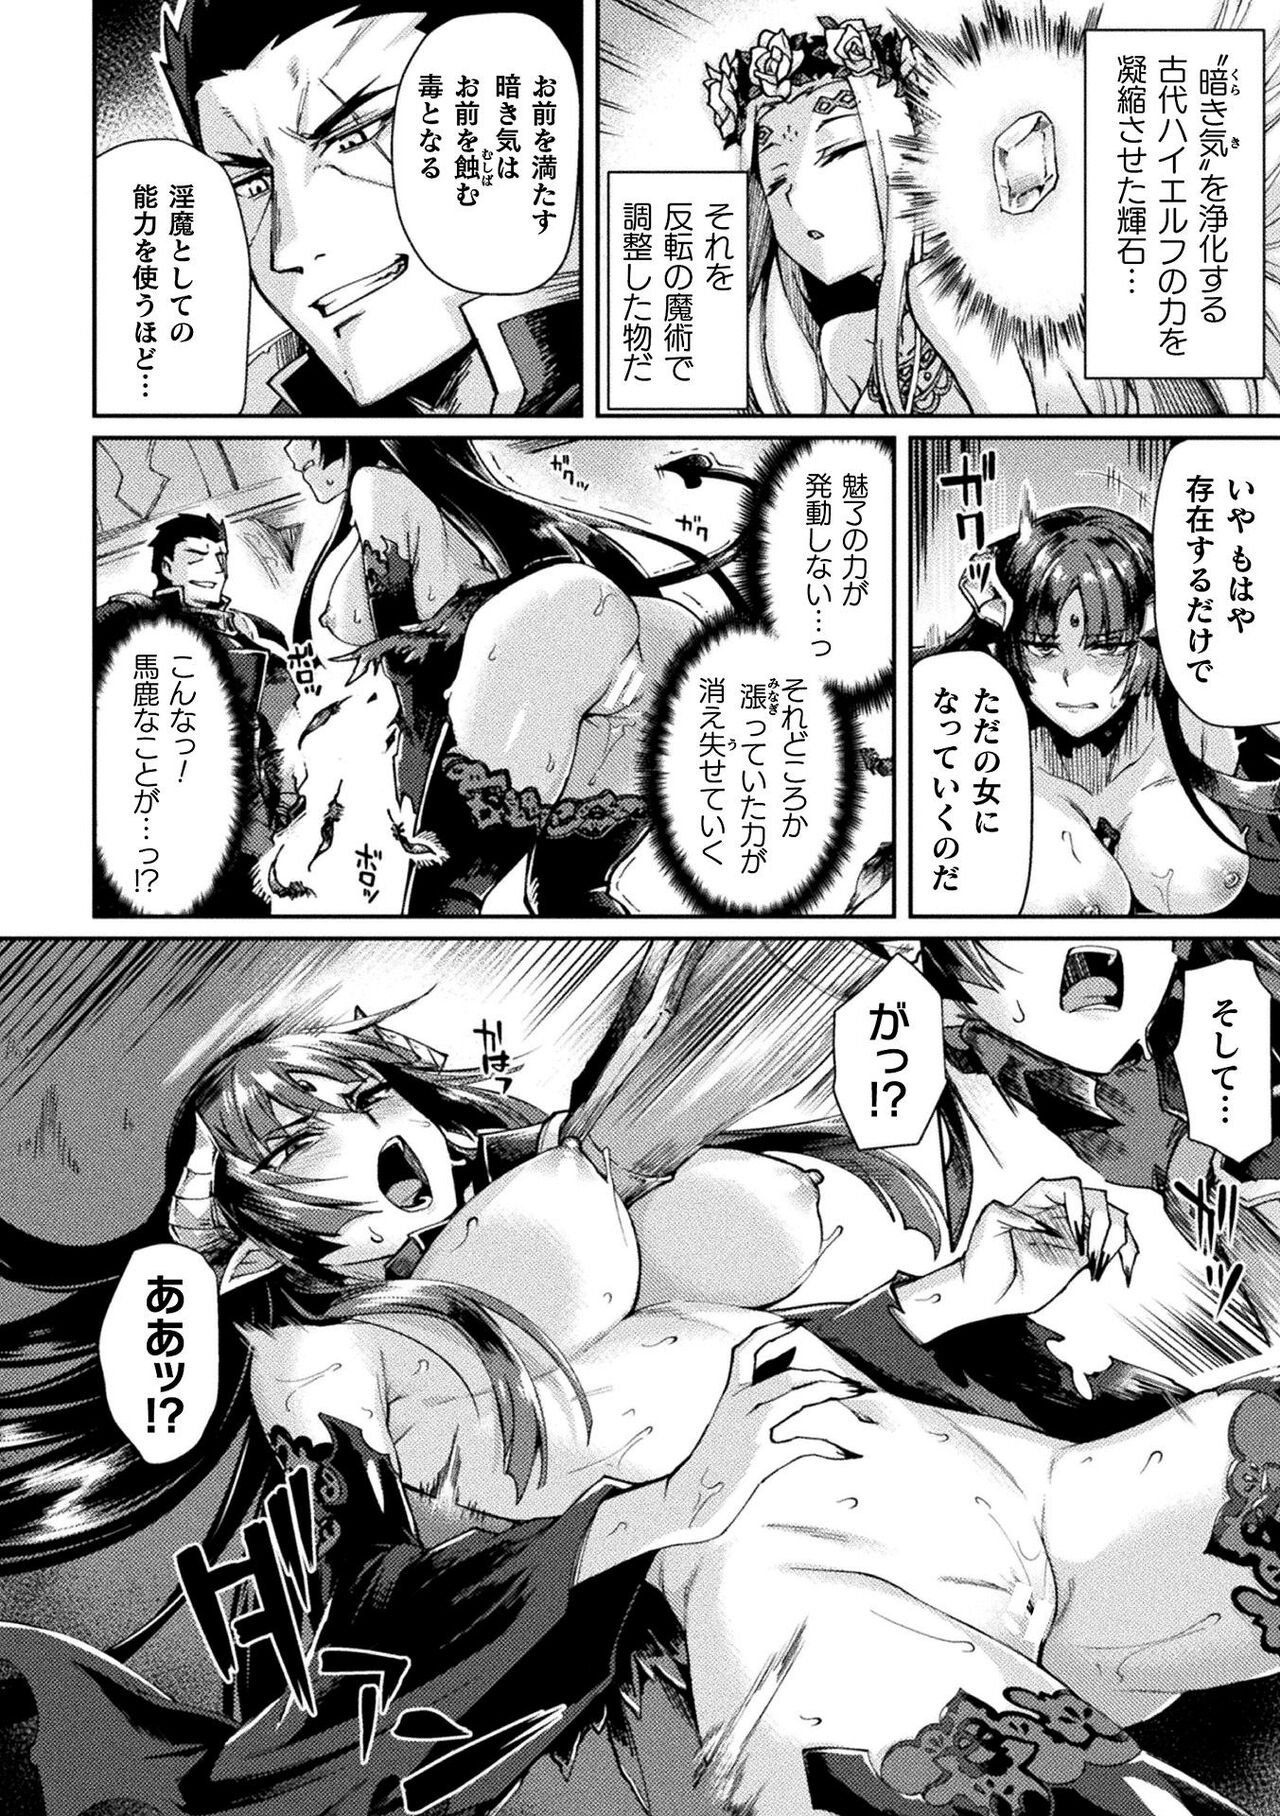 〝暗き気〟を浄化する
古代ハイエルフの力を
凝縮させた輝石…
それを
反転の魔術で
調整した物だ
お前を満たす
暗き気は
お前を蝕む
毒となる
淫魔としての
能力を使うほど…
いや もはや
存在するだけで
ただの女に
なっていくのだ
ガクッ
魅了の力が
発動しない…っ
それどころか
漲っていた力が
消え失せていく
ガクッ
こんなっ！
馬鹿なことが…っ!?
ボロッ
ボロッ
そして…
がっ!?
かはっ
ああッ!?
ダァン